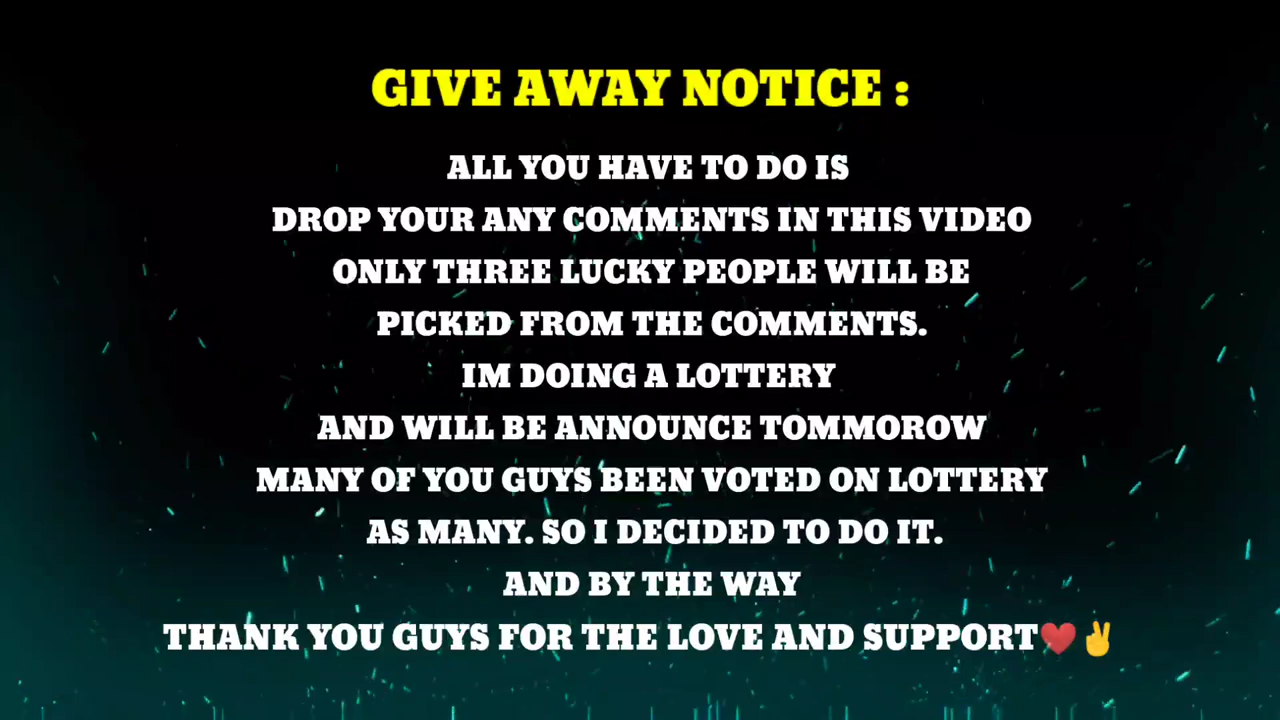 GIVE AWAY NOTICE :
ALL YOU HAVE TO DO IS
DROP YOUR ANY COMMENTS IN THIS VIDEO
ONLY THREE LUCKY PEOPLE WILL BE
PICKED FROM THE COMMENTS.
IM DOING A LOTTERY
AND WILL BE ANNOUNCE TOMMOROW
MANY OF YOU GUYS BEEN VOTED ON LOTTERY
AS MANY. SO I DECIDED TO DO IT.
AND BY THE WAY
THANK YOU GUYS FOR THE LOVE AND SUPPORT❤️✌️